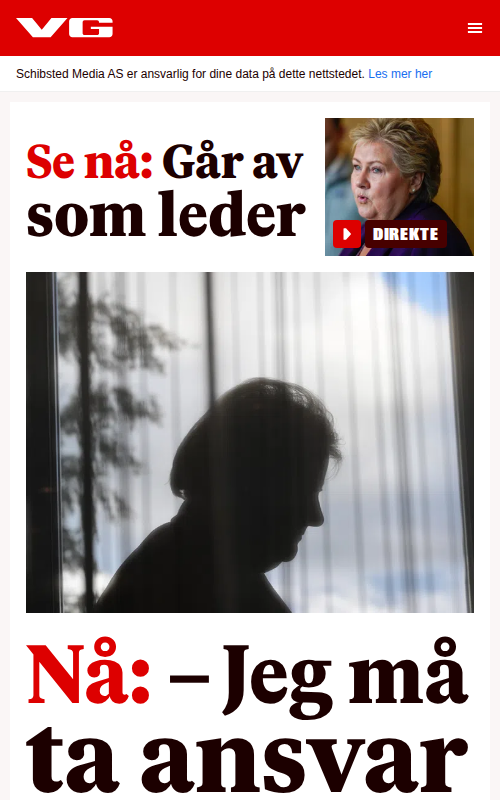 VG
Schibsted Media AS er ansvarlig for dine data på dette nettstedet. Les mer her
Se nå: Går av
som leder
DIREKTE
Nå: – Jeg må
ta ansvar